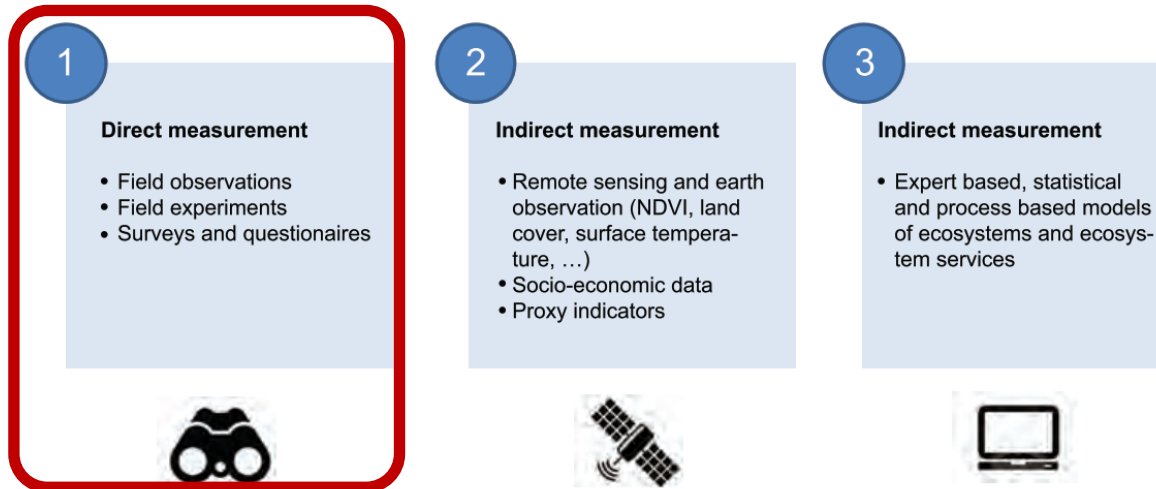 1
Direct measurement
• Field observations
• Field experiments
• Surveys and questionaires
2
Indirect measurement
• Remote sensing and earth
observation (NDVI, land
cover, surface tempera-
ture, …)
• Socio-economic data
• Proxy indicators
3
Indirect measurement
• Expert based, statistical
and process based models
of ecosystems and ecosys-
tem services